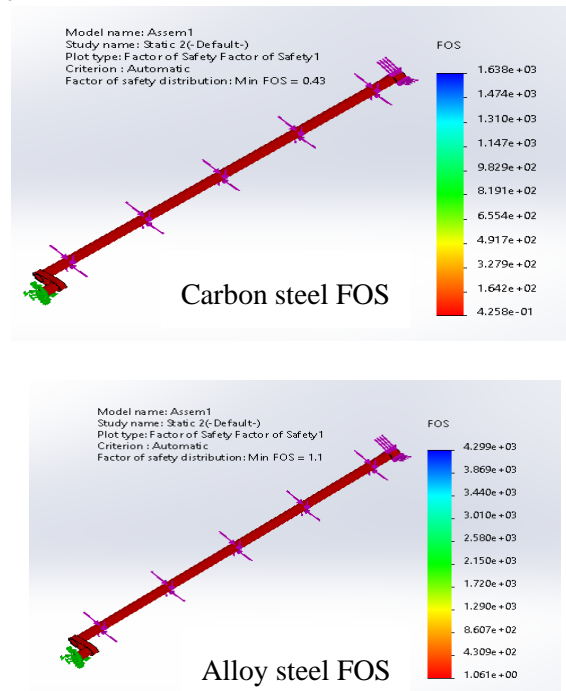 Model name: Assem1
Study name: Static 2(-Default-)
Plot type: Factor of Safety Factor of Safety1
Criterion : Automatic
Factor of safety distribution: Min FOS = 0.43
FOS
1.638e+03
1.474e+03
1.310e+03
1.147e+03
9.829e+02
8.191e+02
6.554e+02
4.917e+02
3.279e+02
1.642e+02
4.258e-01
Carbon steel FOS
Model name: Assem1
Study name: Static 2(-Default-)
Plot type: Factor of Safety Factor of Safety1
Criterion : Automatic
Factor of safety distribution: Min FOS = 1.1
FOS
4.299e+03
3.869e+03
3.440e+03
3.010e+03
2.580e+03
2.150e+03
1.720e+03
1.290e+03
8.607e+02
4.309e+02
1.061e+00
Alloy steel FOS